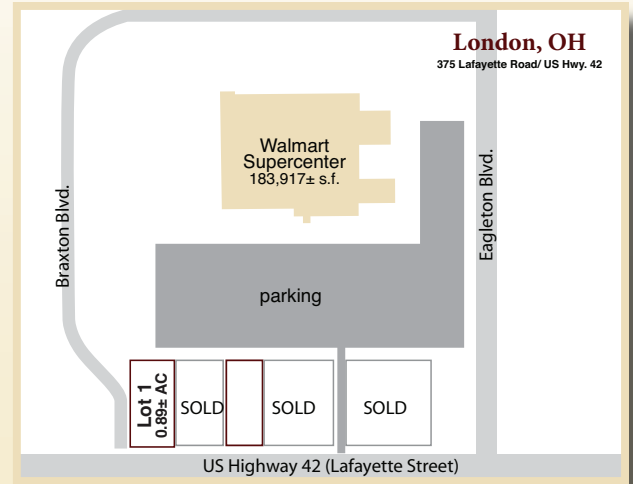 London, OH
375 Lafayette Road/ US Hwy. 42
Walmart
Supercenter
183,917± s.f.
Braxton Blvd.
Eagleton Blvd.
parking
Lot 1
0.89± AC
SOLD
SOLD
SOLD
US Highway 42 (Lafayette Street)